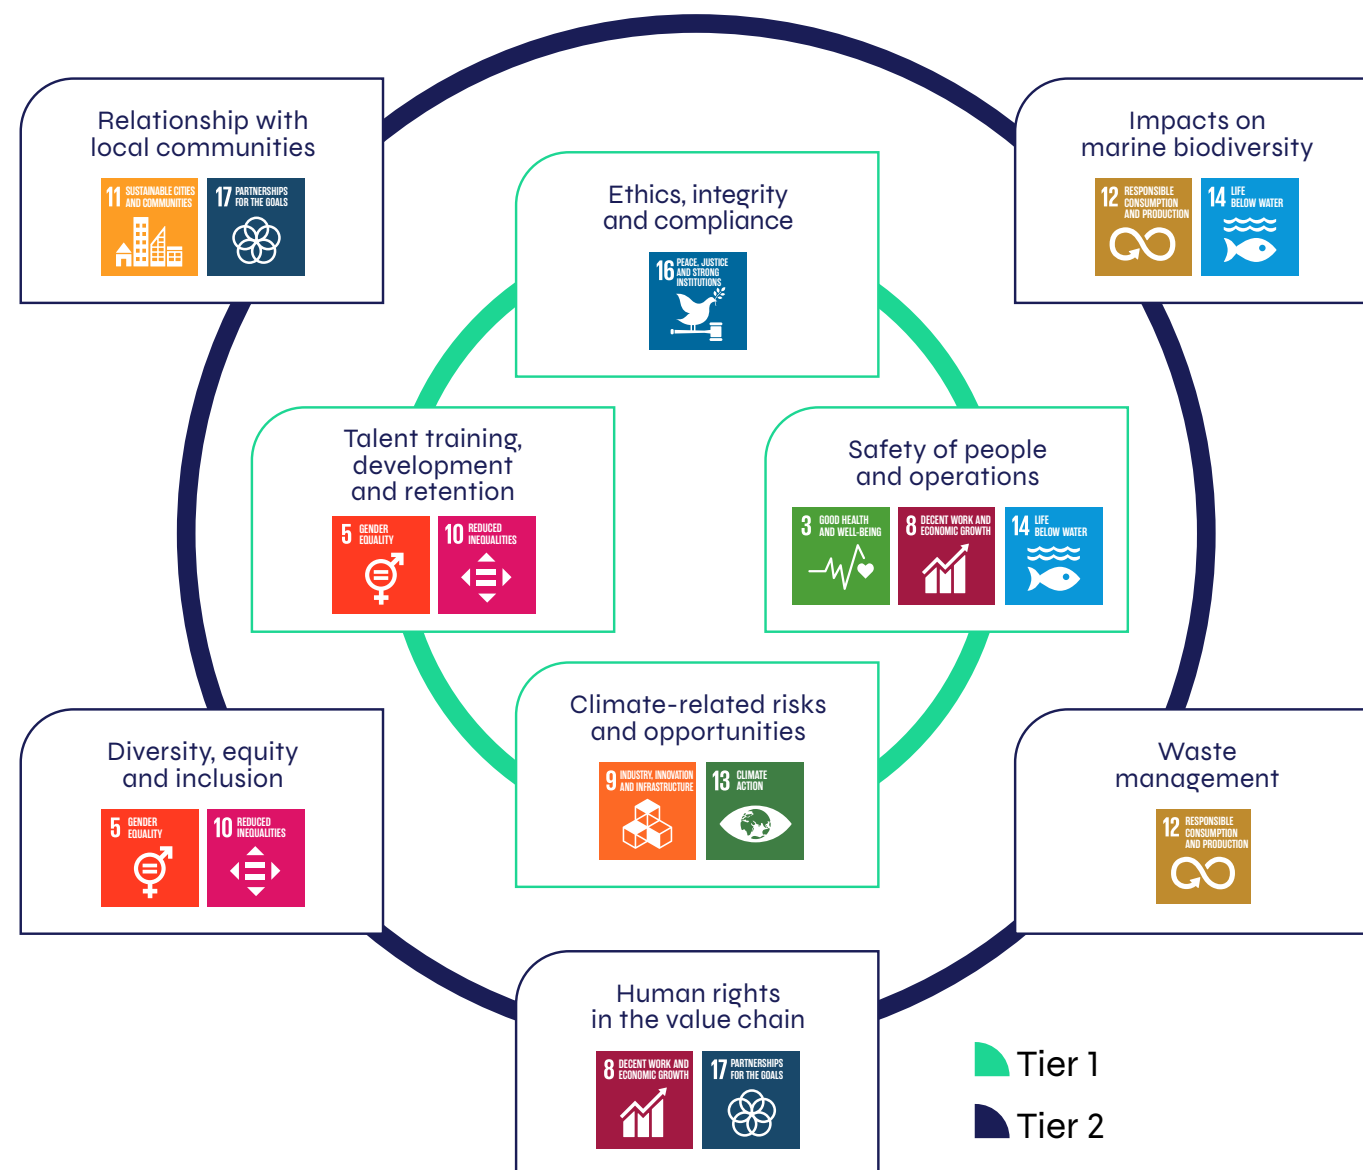 Relationship with
local communities
11 SUSTAINABLE CITIES
AND COMMUNITIES
17 PARTNERSHIPS
FOR THE GOALS
Impacts on
marine biodiversity
12 RESPONSIBLE
CONSUMPTION
AND PRODUCTION
14 LIFE
BELOW WATER
Ethics, integrity
and compliance
16 PEACE, JUSTICE
AND STRONG
INSTITUTIONS
Talent training,
development
and retention
5 GENDER
EQUALITY
10 REDUCED
INEQUALITIES
Safety of people
and operations
3 GOOD HEALTH
AND WELL-BEING
8 DECENT WORK AND
ECONOMIC GROWTH
14 LIFE
BELOW WATER
Climate-related risks
and opportunities
9 INDUSTRY, INNOVATION
AND INFRASTRUCTURE
13 CLIMATE
ACTION
Diversity, equity
and inclusion
5 GENDER
EQUALITY
10 REDUCED
INEQUALITIES
Waste
management
12 RESPONSIBLE
CONSUMPTION
AND PRODUCTION
Human rights
in the value chain
8 DECENT WORK AND
ECONOMIC GROWTH
17 PARTNERSHIPS
FOR THE GOALS
Tier 1
Tier 2